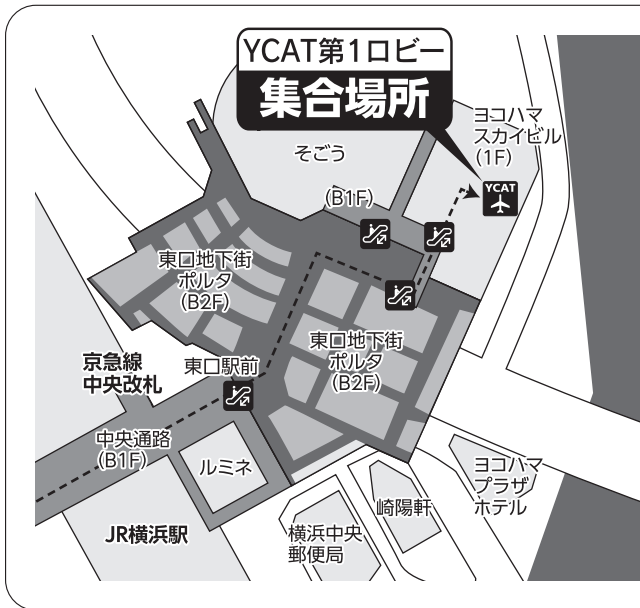 YCAT第1ロビー
集合場所
ヨコハマ
スカイビル
(1F)
そごう
YCAT
(B1F)
東口地下街
ポルタ
(B2F)
東口地下街
ポルタ
(B2F)
京急線
中央改札
東口駅前
中央通路
(B1F)
ルミネ
ヨコハマ
プラザ
ホテル
崎陽軒
JR横浜駅
横浜中央
郵便局